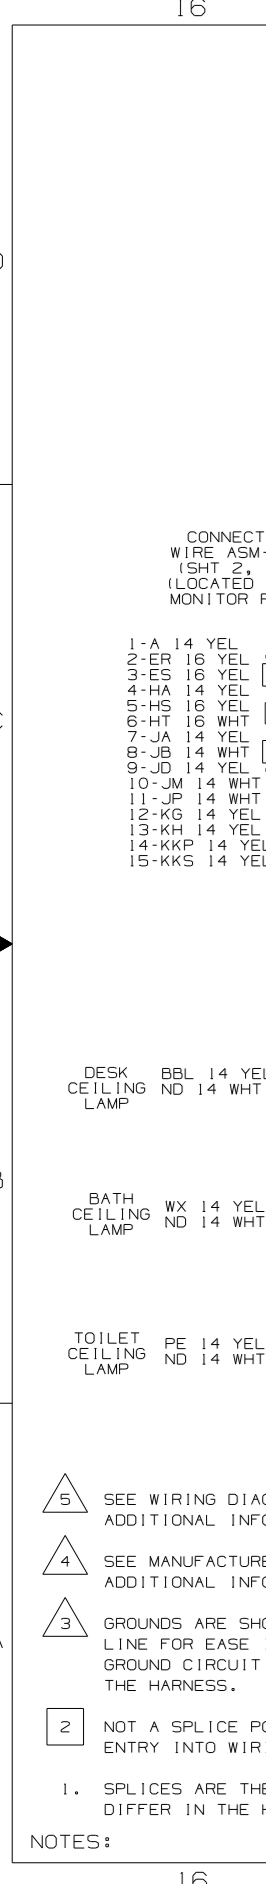 16
CONNECT
WIRE ASM-
(SHT 2,
(LOCATED
MONITOR
1-A 14 YEL
2-ER 16 YEL
3-ES 16 YEL
4-HA 14 YEL
5-HS 16 YEL
6-HT 16 WHT
7-JA 14 YEL
8-JB 14 WHT
9-JD 14 YEL
10-JM 14 WHT
11-JP 14 WHT
12-KG 14 YEL
13-KH 14 YEL
14-KKP 14 YEL
15-KKS 14 YEL
DESK
CEILING
LAMP
BBL 14 YEL
ND 14 WHT
BATH
CEILING
LAMP
WX 14 YEL
ND 14 WHT
TOILET
CEILING
LAMP
PE 14 YEL
ND 14 WHT
5 SEE WIRING DIAG
ADDITIONAL INFO
4 SEE MANUFACTURE
ADDITIONAL INFO
3 GROUNDS ARE SHO
LINE FOR EASE
GROUND CIRCUIT
THE HARNESS.
2 NOT A SPLICE PO
ENTRY INTO WIRI
1. SPLICES ARE THE
DIFFER IN THE H
NOTES:
16